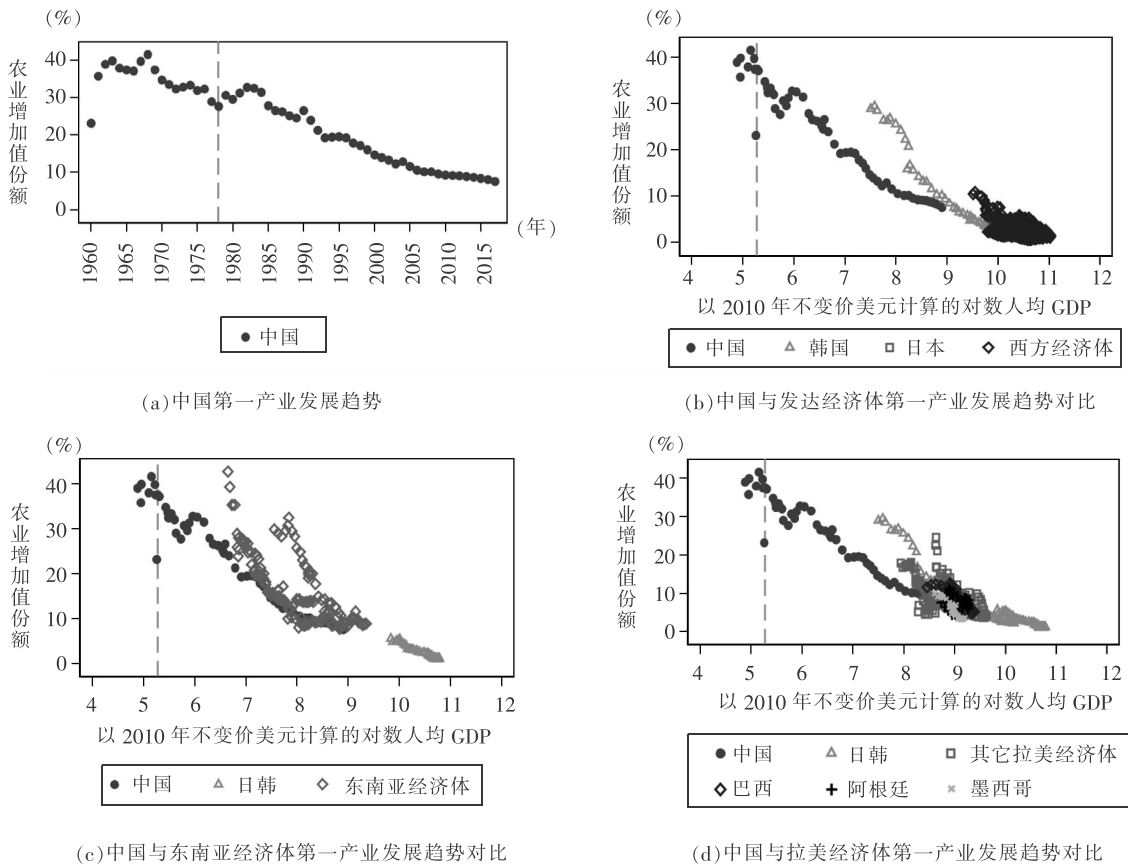 (%)
农业增加值份额
40
30
20
10
0
1960 1965 1970 1975 1980 1985 1990 1995 2000 2005 2010 2015
(年)
中国
(a)中国第一产业发展趋势
(%)
农业增加值份额
40
30
20
10
0
4 5 6 7 8 9 10 11 12
以 2010 年不变价美元计算的对数人均 GDP
中国 韩国 日本 西方经济体
(b)中国与发达经济体第一产业发展趋势对比
(%)
农业增加值份额
40
30
20
10
0
4 5 6 7 8 9 10 11 12
以 2010 年不变价美元计算的对数人均 GDP
中国 日韩 东南亚经济体
(c)中国与东南亚经济体第一产业发展趋势对比
(%)
农业增加值份额
40
30
20
10
0
4 5 6 7 8 9 10 11 12
以 2010 年不变价美元计算的对数人均 GDP
中国 日韩 其它拉美经济体
巴西 阿根廷 墨西哥
(d)中国与拉美经济体第一产业发展趋势对比